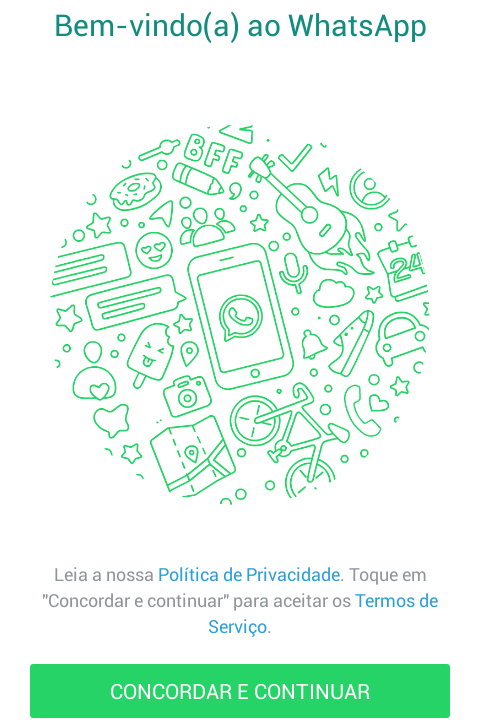 Bem-vindo(a) ao WhatsApp
BFF
24
Leia a nossa Política de Privacidade. Toque em
"Concordar e continuar" para aceitar os Termos de
Serviço.
CONCORDAR E CONTINUAR